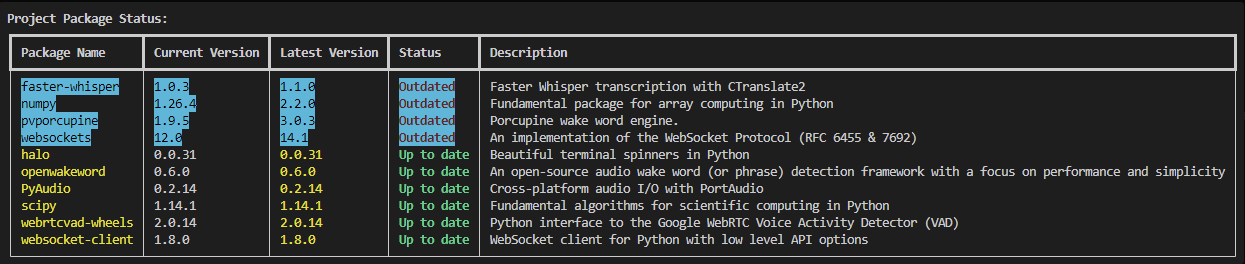 Project Package Status:
Package Name Current Version Latest Version Status Description
faster-whisper 1.0.3 1.1.0 Outdated Faster Whisper transcription with CTranslate2
numpy 1.26.4 2.2.0 Outdated Fundamental package for array computing in Python
pvporcupine 1.9.5 3.0.3 Outdated Porcupine wake word engine.
websockets 12.0 14.1 Outdated An implementation of the WebSocket Protocol (RFC 6455 & 7692)
halo 0.0.31 0.0.31 Up to date Beautiful terminal spinners in Python
openwakeword 0.6.0 0.6.0 Up to date An open-source audio wake word (or phrase) detection framework with a focus on performance and simplicity
PyAudio 0.2.14 0.2.14 Up to date Cross-platform audio I/O with PortAudio
scipy 1.14.1 1.14.1 Up to date Fundamental algorithms for scientific computing in Python
webrtcvad-wheels 2.0.14 2.0.14 Up to date Python interface to the Google WebRTC Voice Activity Detector (VAD)
websocket-client 1.8.0 1.8.0 Up to date WebSocket client for Python with low level API options